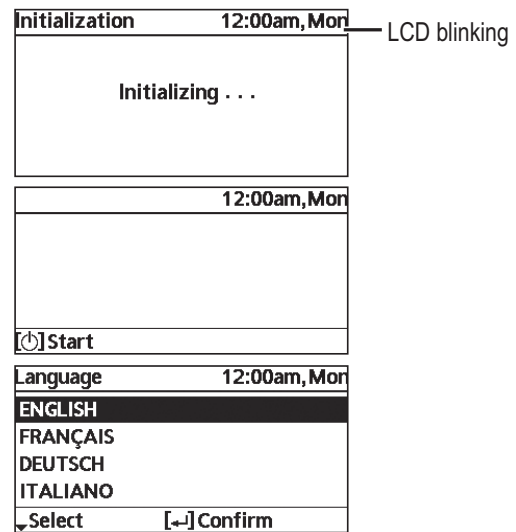 Initialization 12:00am,Mon
LCD blinking
Initializing . . .
12:00am,Mon
[⏻]Start
Language 12:00am,Mon
ENGLISH
FRANÇAIS
DEUTSCH
ITALIANO
Select [↵]Confirm